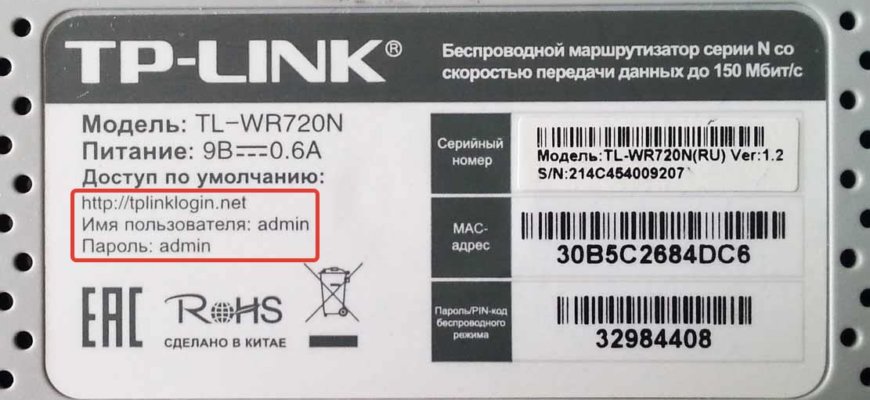 TP-LINK®
Беспроводной маршрутизатор серии N со
скоростью передачи данных до 150 Мбит/с
Модель: TL-WR720N
Питание: 9В⎓0.6А
Доступ по умолчанию:
http://tplinklogin.net
Имя пользователя: admin
Пароль: admin
EAC
RoHS
СДЕЛАНО В КИТАЕ
Серийный
номер
Модель:TL-WR720N(RU) Ver:1.2
S/N:214C454009207
MAC-
адрес
30B5C2684DC6
Пароль/PIN-код
беспроводного
режима
32984408